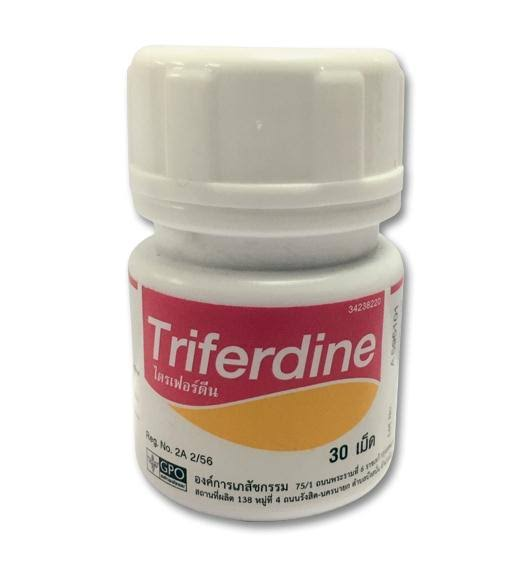 34238220
Triferdine
ไตรเฟอร์ดีน
Reg. No. 2A 2/56
30 เม็ด
GPO
องค์การเภสัชกรรม 75/1 ถนนพระรามที่ 6
สถานที่ผลิต 138 หมู่ที่ 4 ถนนรังสิต-นครนายก